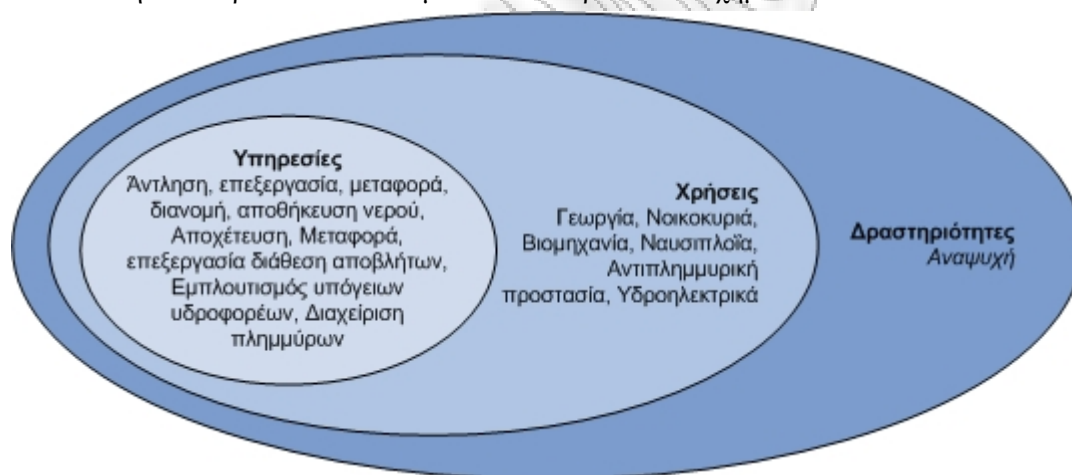 Υπηρεσίες
Άντληση, επεξεργασία, μεταφορά,
διανομή, αποθήκευση νερού,
Αποχέτευση, Μεταφορά,
επεξεργασία διάθεση αποβλήτων,
Εμπλουτισμός υπόγειων
υδροφορέων, Διαχείριση
πλημμύρων
Χρήσεις
Γεωργία, Νοικοκυριά,
Βιομηχανία, Ναυσιπλοΐα,
Αντιπλημμυρική
προστασία, Υδροηλεκτρικά
Δραστηριότητες
Αναψυχή